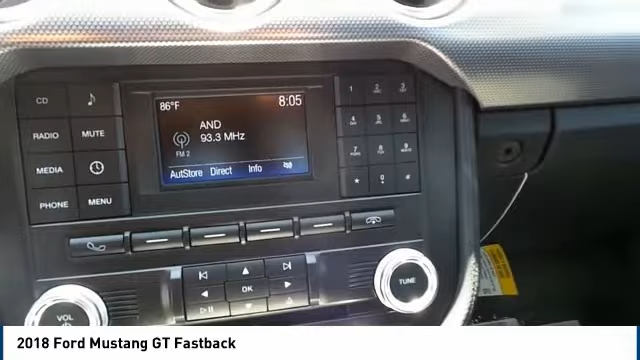 86°F 8:05
AND
93.3 MHz
FM 2
AutStore Direct Info
CD
RADIO MUTE
MEDIA
PHONE MENU
1 2 3
4 5 6
7 8 9
* 0 #
OK
VOL
TUNE
2018 Ford Mustang GT Fastback